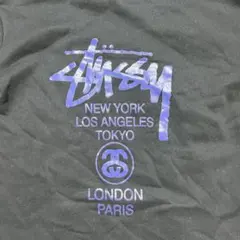 Stüssy
NEW YORK
LOS ANGELES
TOKYO
LONDON
PARIS